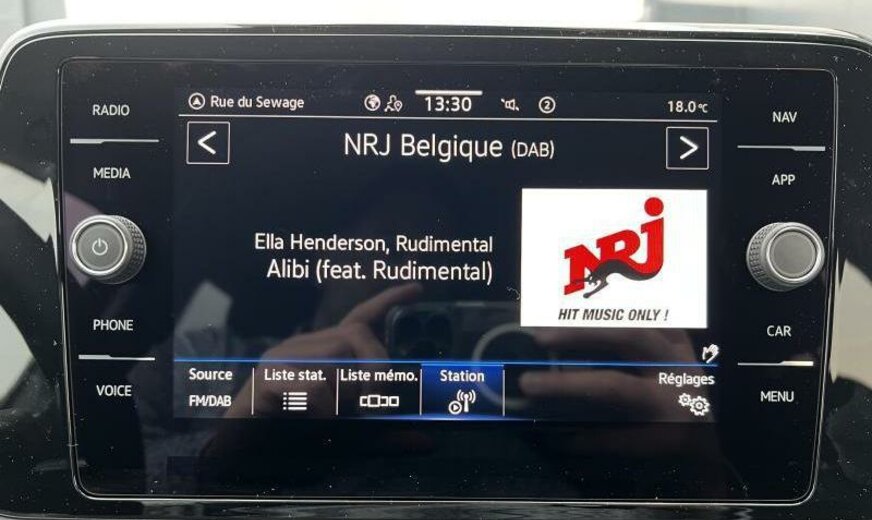 RADIO
MEDIA
PHONE
VOICE
Rue du Sewage
13:30
2
18.0 °C
< NRJ Belgique (DAB) >
Ella Henderson, Rudimental
Alibi (feat. Rudimental)
NRJ
HIT MUSIC ONLY !
Source
FM/DAB
Liste stat.
Liste mémo.
Station
Réglages
NAV
APP
CAR
MENU